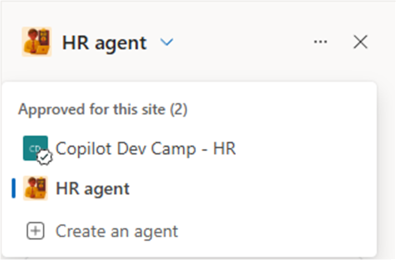 HR agent
Approved for this site (2)
CD
Copilot Dev Camp - HR
HR agent
Create an agent